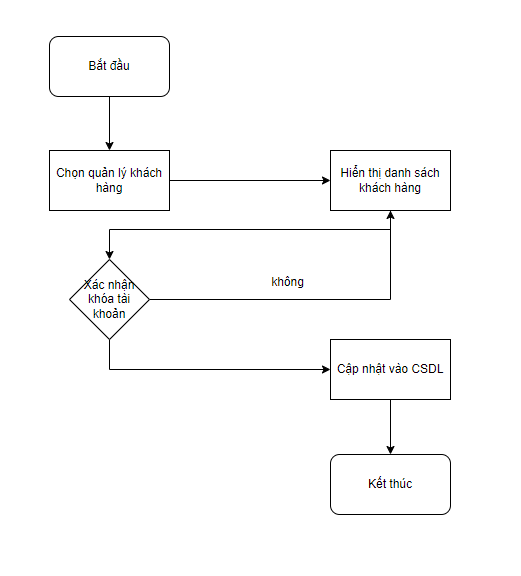 Bắt đầu
Chọn quản lý khách
hàng
Hiển thị danh sách
khách hàng
Xác nhận
khóa tài
khoản
không
Cập nhật vào CSDL
Kết thúc